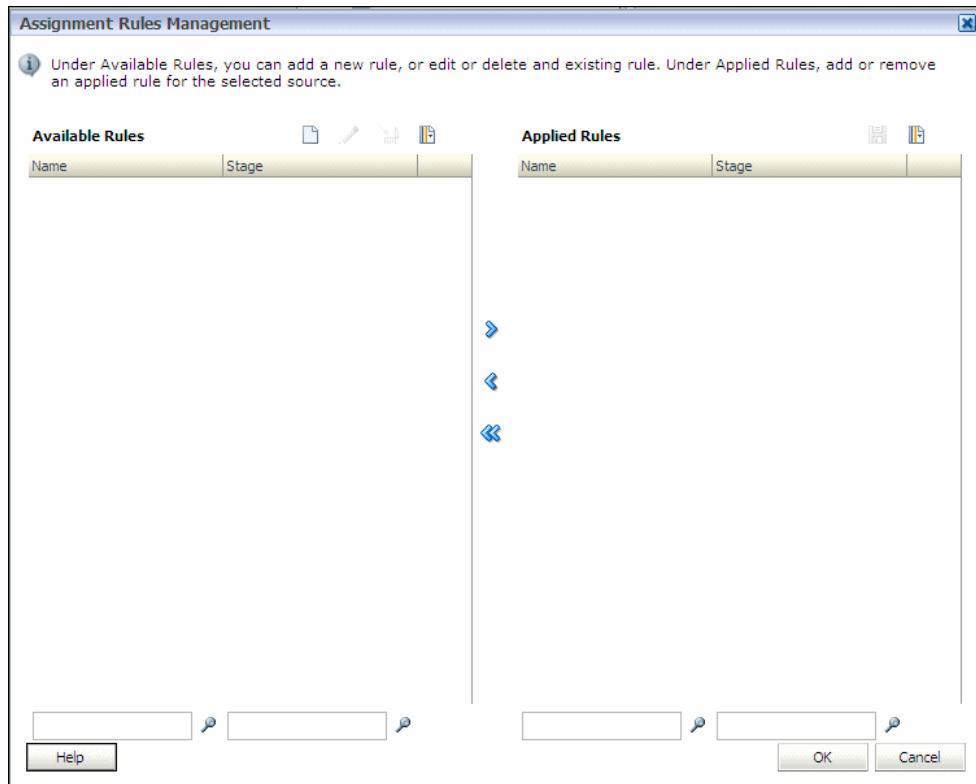 Assignment Rules Management
Under Available Rules, you can add a new rule, or edit or delete and existing rule. Under Applied Rules, add or remove
an applied rule for the selected source.
Available Rules
Applied Rules
Name Stage
Name Stage
Help
OK
Cancel